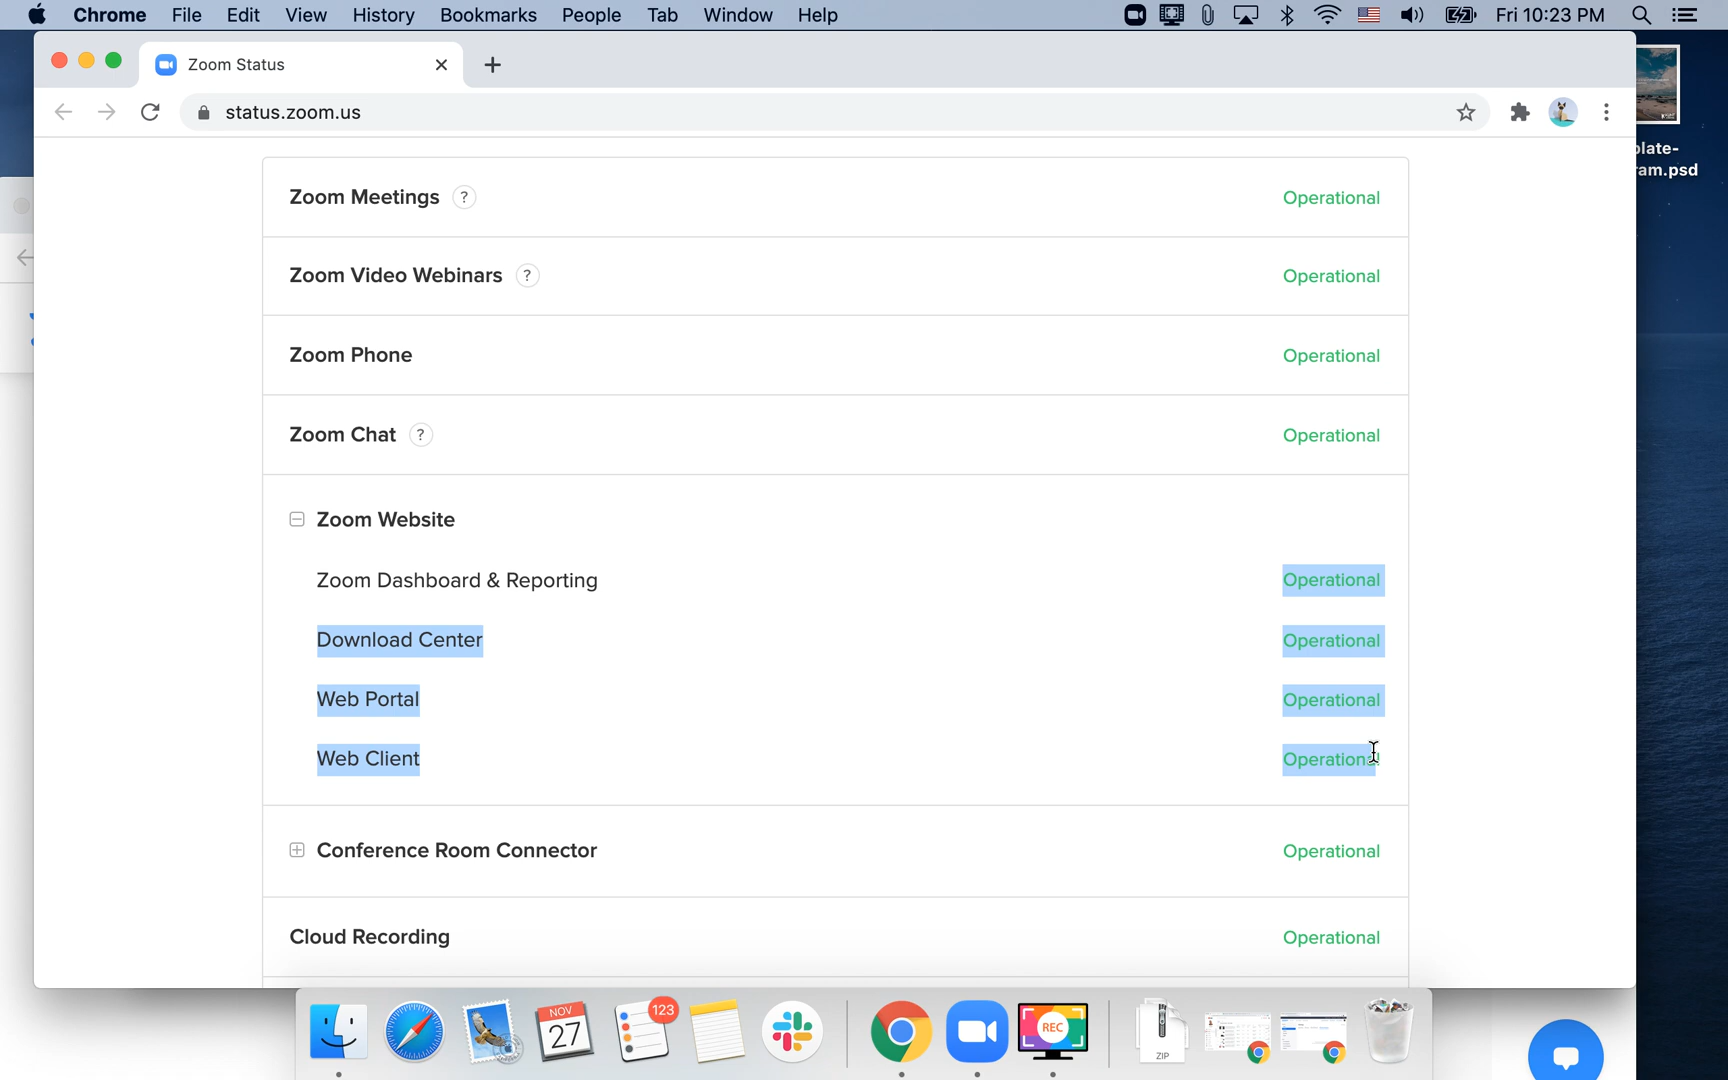 Chrome File Edit View History Bookmarks People Tab Window Help Fri 10:23 PM
Zoom Status
status.zoom.us
ram.psd
Zoom Meetings ? Operational
Zoom Video Webinars ? Operational
Zoom Phone Operational
Zoom Chat ? Operational
Zoom Website
Zoom Dashboard & Reporting Operational
Download Center Operational
Web Portal Operational
Web Client Operational
Conference Room Connector Operational
Cloud Recording Operational
NOV
27
123
REC
ZIP